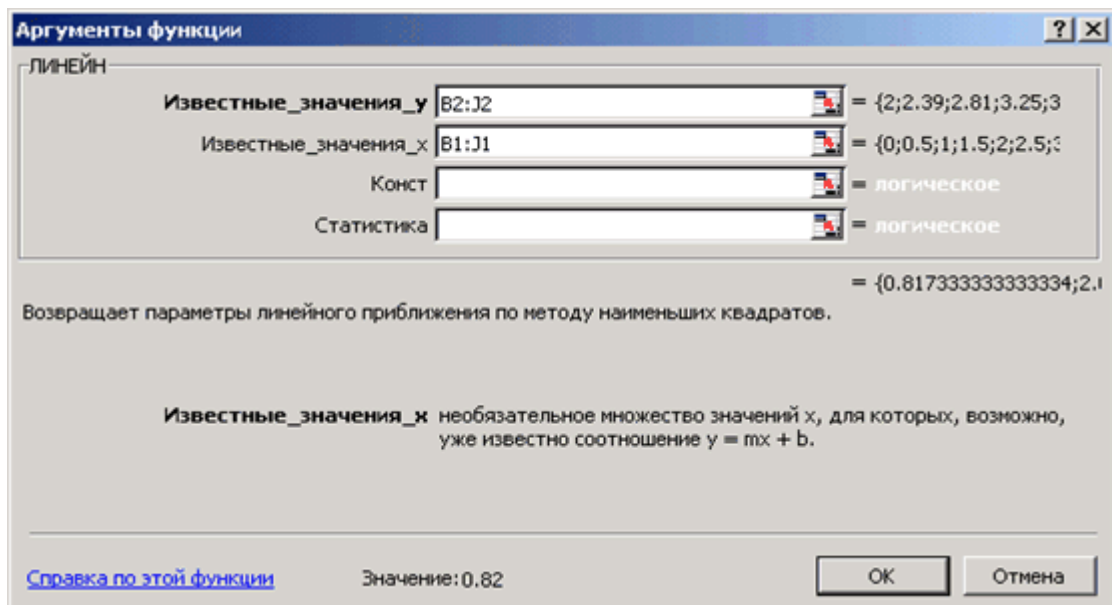 Аргументы функции
ЛИНЕЙН
Известные_значения_y B2:J2 = {2;2.39;2.81;3.25;3
Известные_значения_x B1:J1 = {0;0.5;1;1.5;2;2.5;3
Конст = логическое
Статистика = логическое
= {0.817333333333334;2.0
Возвращает параметры линейного приближения по методу наименьших квадратов.
Известные_значения_x необязательное множество значений x, для которых, возможно,
уже известно соотношение y = mx + b.
Справка по этой функции Значение:0.82 OK Отмена